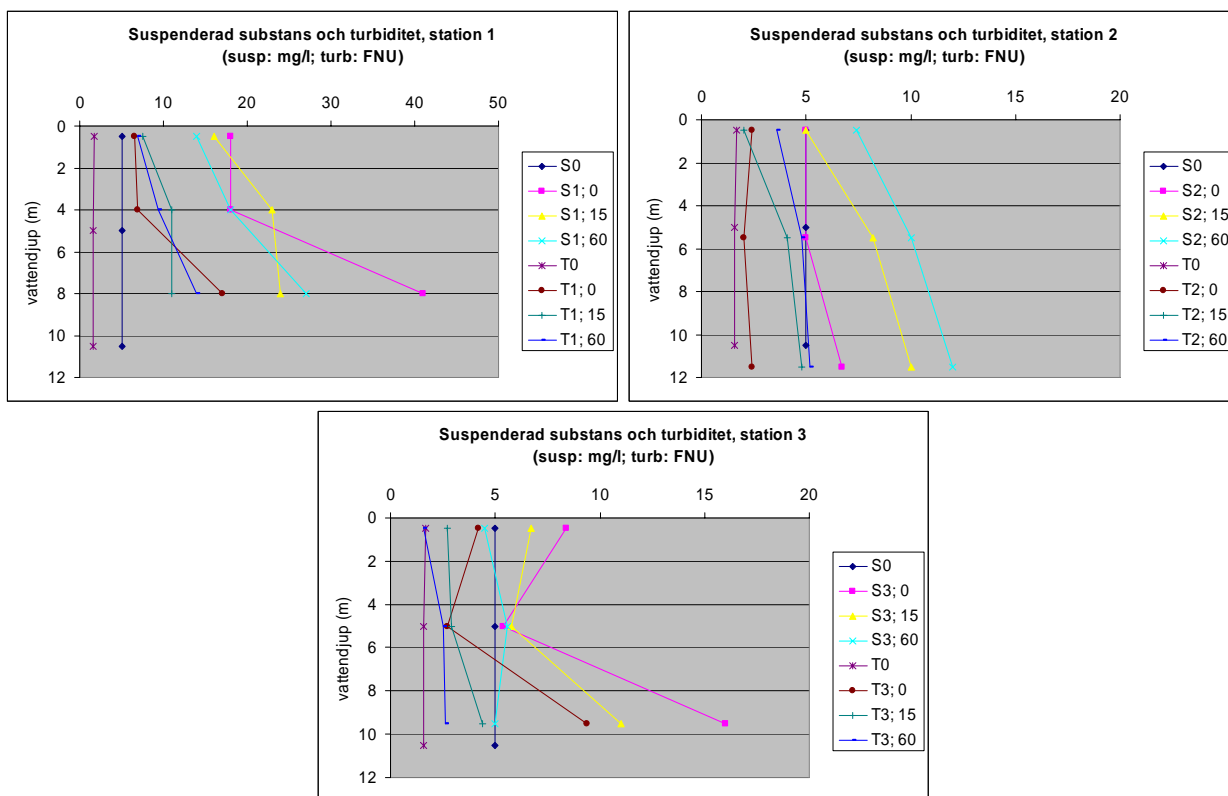 Suspenderad substans och turbiditet, station 1
(susp: mg/l; turb: FNU)
0 10 20 30 40 50
0
2
4
6
8
10
12
vattendjup (m)
S0
S1; 0
S1; 15
S1; 60
T0
T1; 0
T1; 15
T1; 60
Suspenderad substans och turbiditet, station 2
(susp: mg/l; turb: FNU)
0 5 10 15 20
0
2
4
6
8
10
12
vattendjup (m)
S0
S2; 0
S2; 15
S2; 60
T0
T2; 0
T2; 15
T2; 60
Suspenderad substans och turbiditet, station 3
(susp: mg/l; turb: FNU)
0 5 10 15 20
0
2
4
6
8
10
12
vattendjup (m)
S0
S3; 0
S3; 15
S3; 60
T0
T3; 0
T3; 15
T3; 60